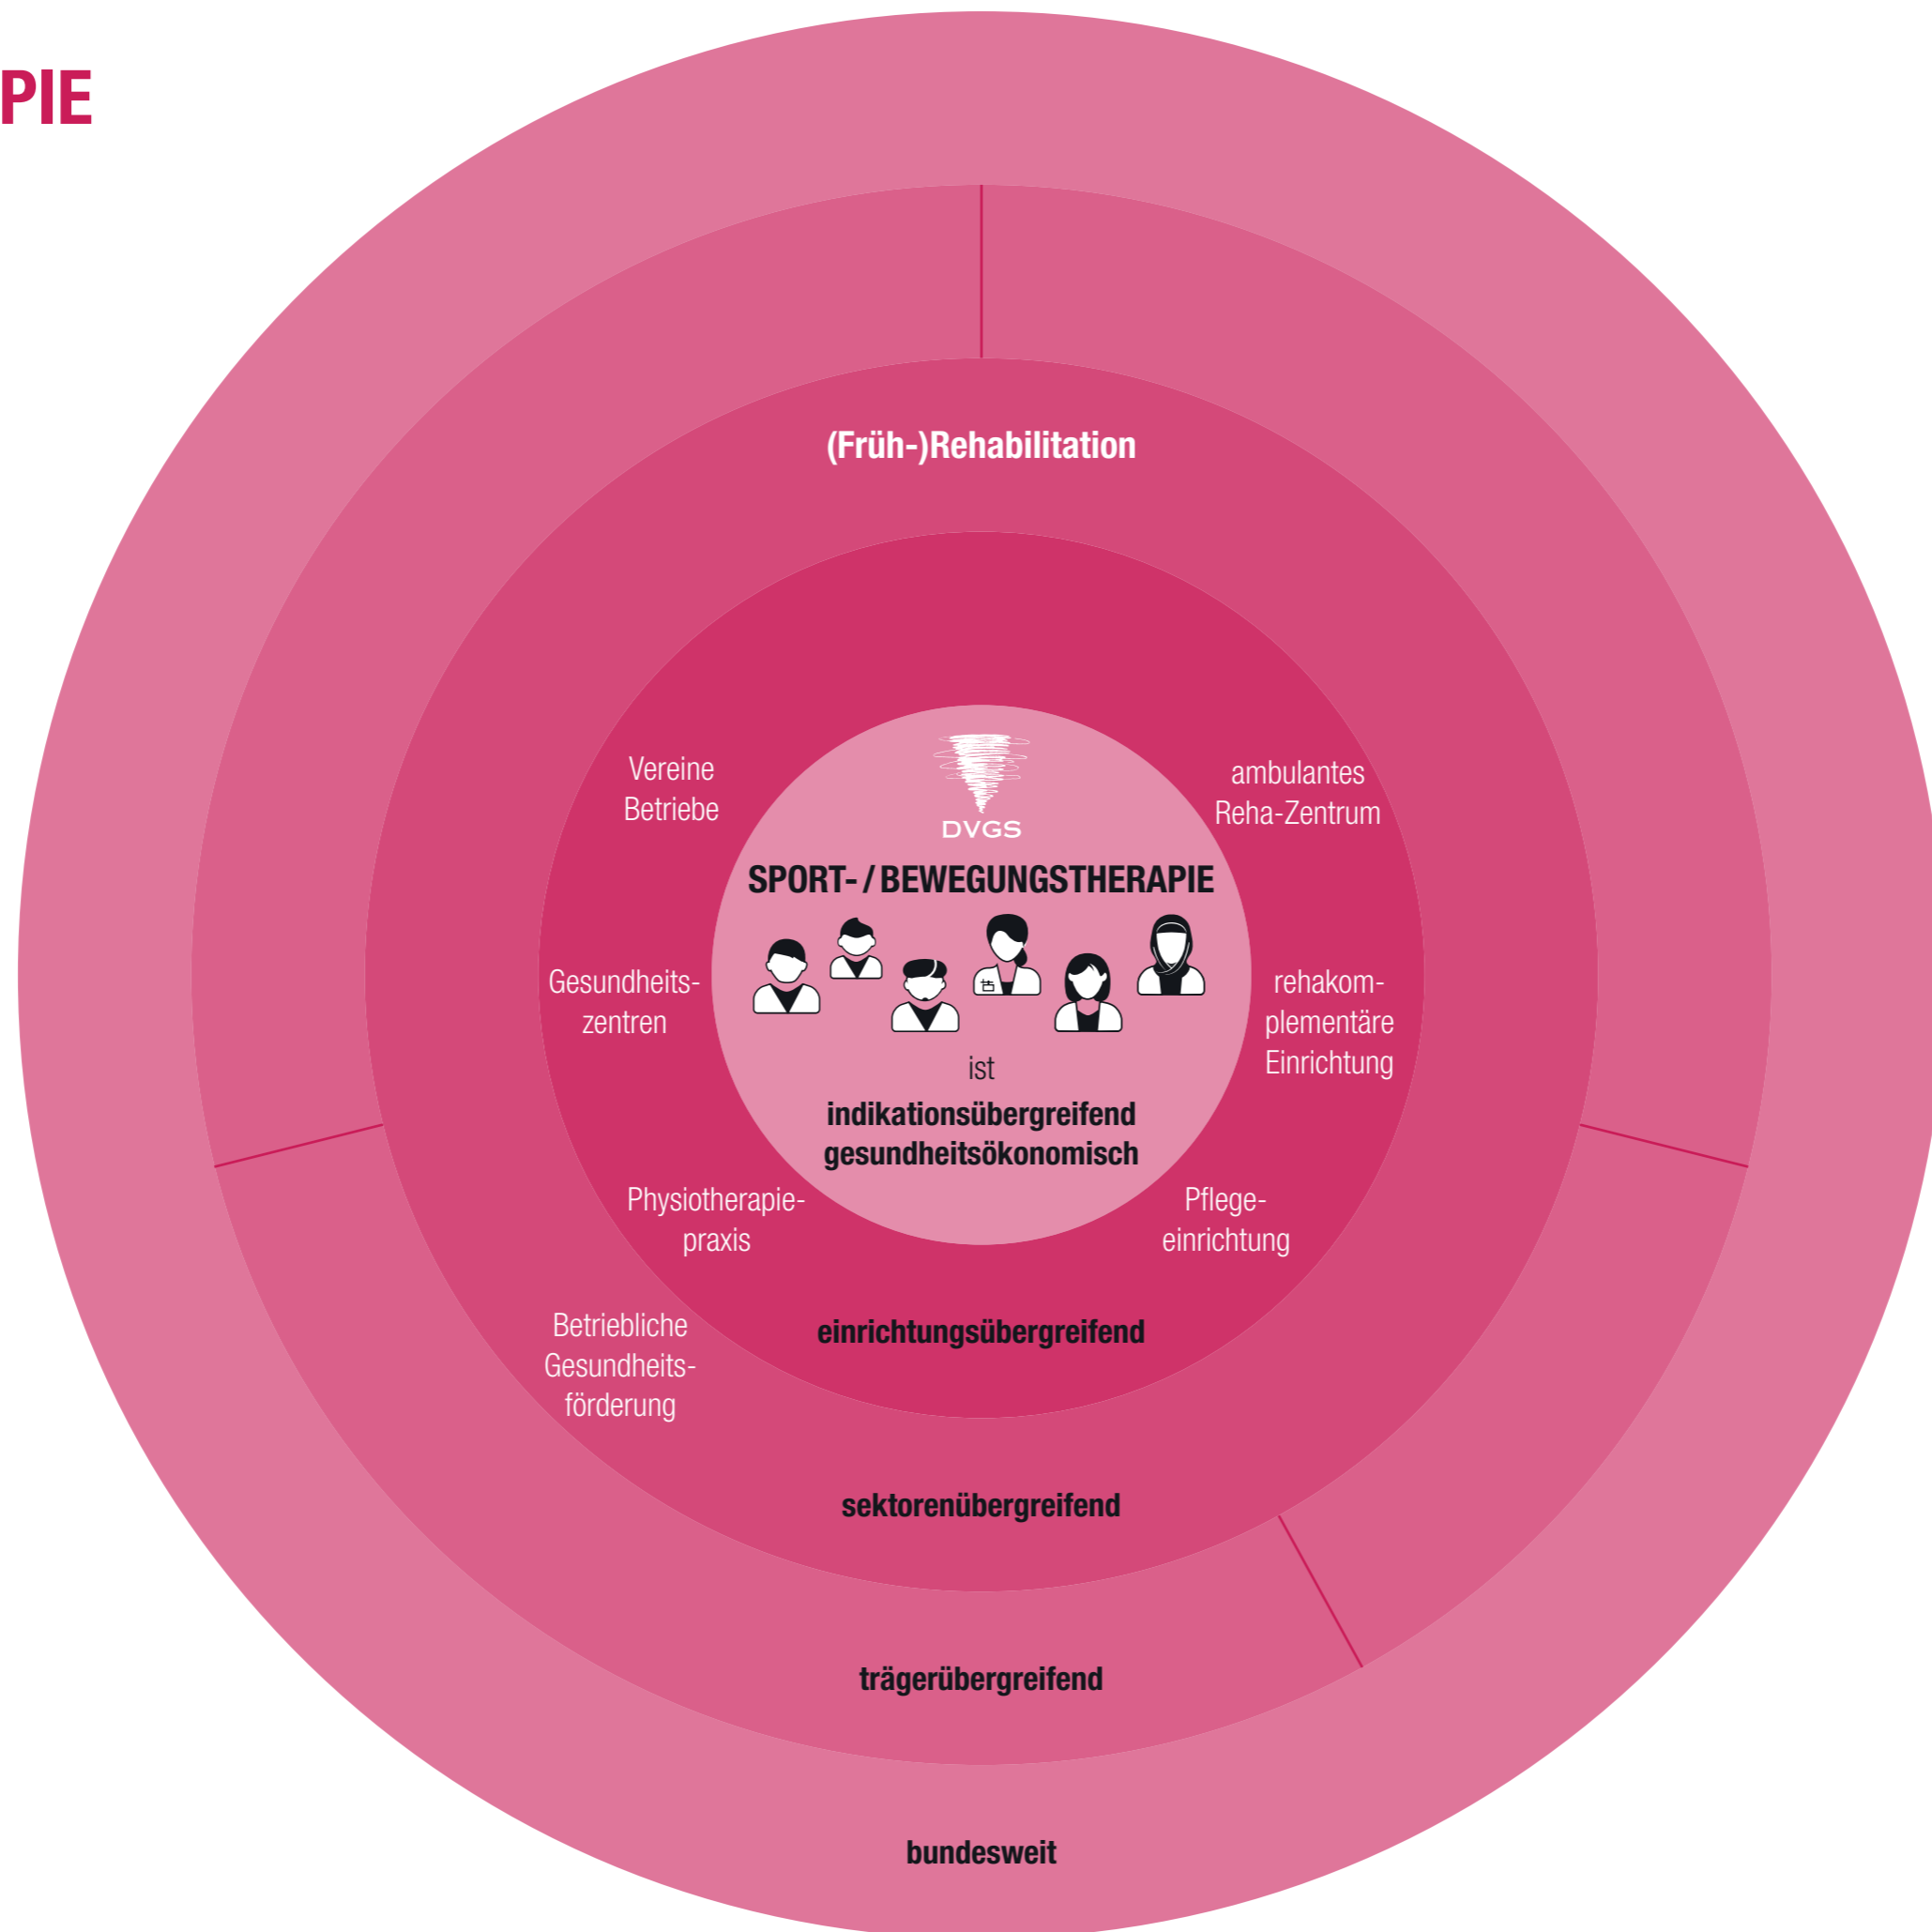 PIE
(Früh-)Rehabilitation
Vereine
Betriebe
ambulantes
Reha-Zentrum
DVGS
SPORT- / BEWEGUNGSTHERAPIE
Gesundheits-
zentren
rehakom-
plementäre
Einrichtung
ist
indikationsübergreifend
gesundheitsökonomisch
Physiotherapie-
praxis
Pflege-
einrichtung
Betriebliche
Gesundheits-
förderung
einrichtungsübergreifend
sektorenübergreifend
trägerübergreifend
bundesweit